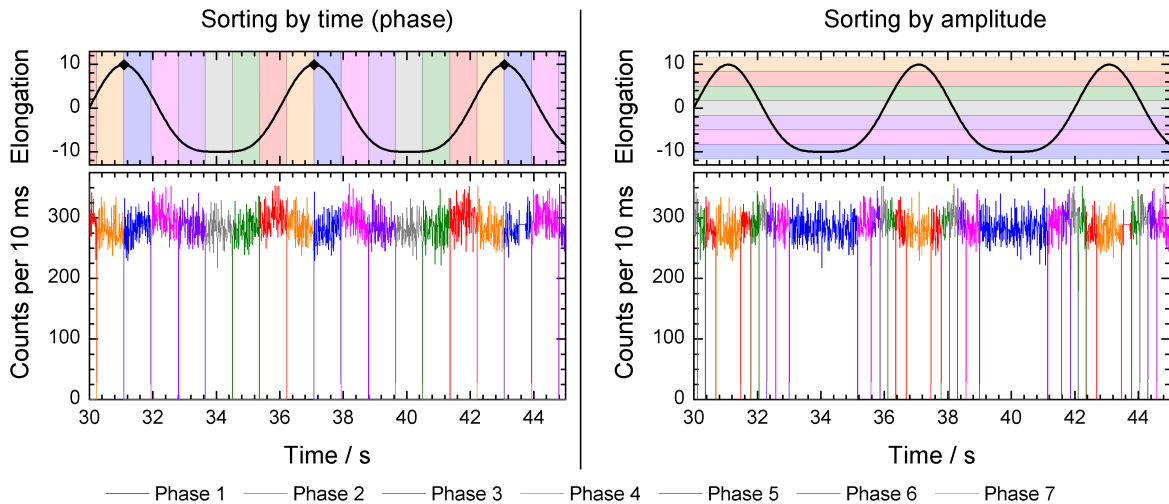 Sorting by time (phase)
Elongation
10
0
-10
Counts per 10 ms
300
200
100
0
30 32 34 36 38 40 42 44
Time / s
Sorting by amplitude
Elongation
10
0
-10
Counts per 10 ms
300
200
100
0
30 32 34 36 38 40 42 44
Time / s
Phase 1 Phase 2 Phase 3 Phase 4 Phase 5 Phase 6 Phase 7